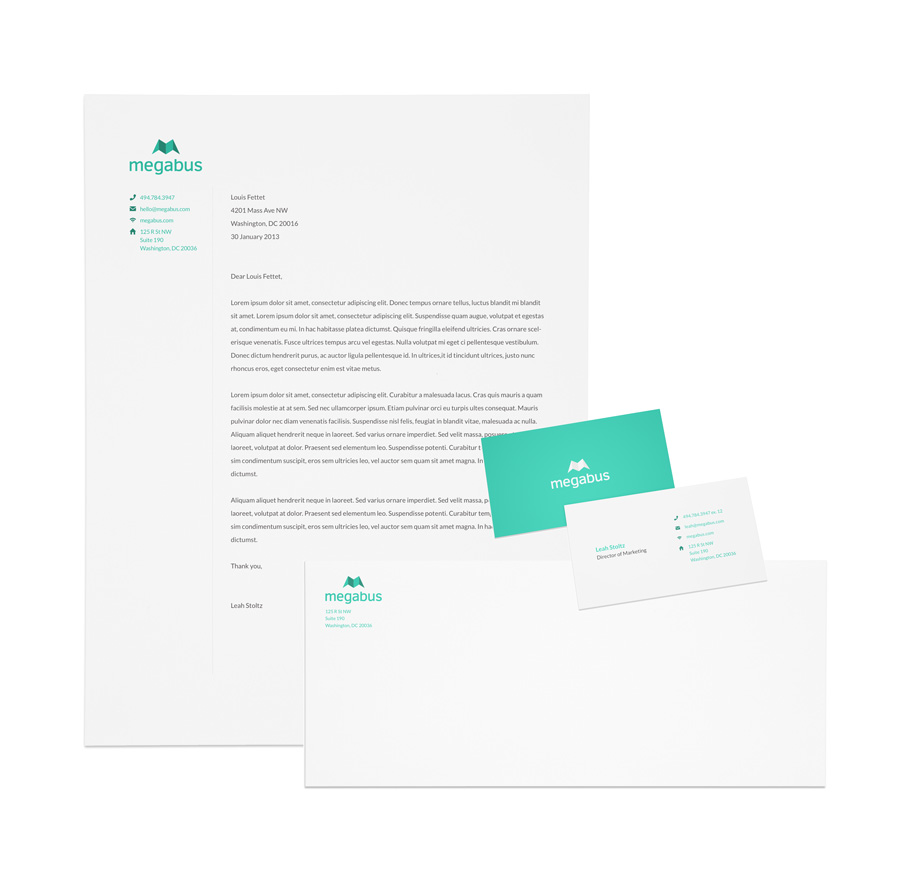 megabus
494.784.3947
hello@megabus.com
megabus.com
125 R St NW
Suite 190
Washington, DC 20036
Louis Fettet
4201 Mass Ave NW
Washington, DC 20016
30 January 2013
Dear Louis Fettet,
Lorem ipsum dolor sit amet, consectetur adipiscing elit. Donec tempus ornare tellus, luctus blandit mi blandit
sit amet. Lorem ipsum dolor sit amet, consectetur adipiscing elit. Suspendisse quam augue, volutpat et egestas
at, condimentum eu mi. In hac habitasse platea dictumst. Quisque fringilla eleifend ultricies. Cras ornare scel-
erisque venenatis. Fusce ultrices tempus arcu vel egestas. Nulla volutpat mi eget ci pellentesque vestibulum.
Donec dictum hendrerit purus, ac auctor ligula pellentesque id. In ultrices,it id tincidunt ultrices, justo nunc
rhoncus eros, eget consectetur enim est vitae metus.
Lorem ipsum dolor sit amet, consectetur adipiscing elit. Curabitur a malesuada lacus. Cras quis mauris a quam
facilisis molestie at at sem. Sed nec ullamcorper ipsum. Etiam pulvinar orci eu turpis ultes consequat. Mauris
pulvinar dolor nec diam venenatis facilisis. Suspendisse nisl felis, feugiat in blandit vitae, malesuada ac nulla.
Aliquam aliquet hendrerit neque in laoreet. Sed varius ornare imperdiet. Sed velit massa,
laoreet, volutpat at dolor. Praesent sed elementum leo. Suspendisse potenti. Curabitur t
sim condimentum suscipit, eros sem ultricies leo, vel auctor sem quam sit amet magna. In
dictumst.
Aliquam aliquet hendrerit neque in laoreet. Sed varius ornare imperdiet. Sed velit massa, p
laoreet, volutpat at dolor. Praesent sed elementum leo. Suspendisse potenti. Curabitur tem
sim condimentum suscipit, eros sem ultricies leo, vel auctor sem quam sit amet magna. In ha
dictumst.
Thank you,
Leah Stoltz
megabus
Leah Stoltz
Director of Marketing
494.784.3947 ex. 12
leah@megabus.com
megabus.com
125 R St NW
Suite 190
Washington, DC 20036
megabus
125 R St NW
Suite 190
Washington, DC 20036